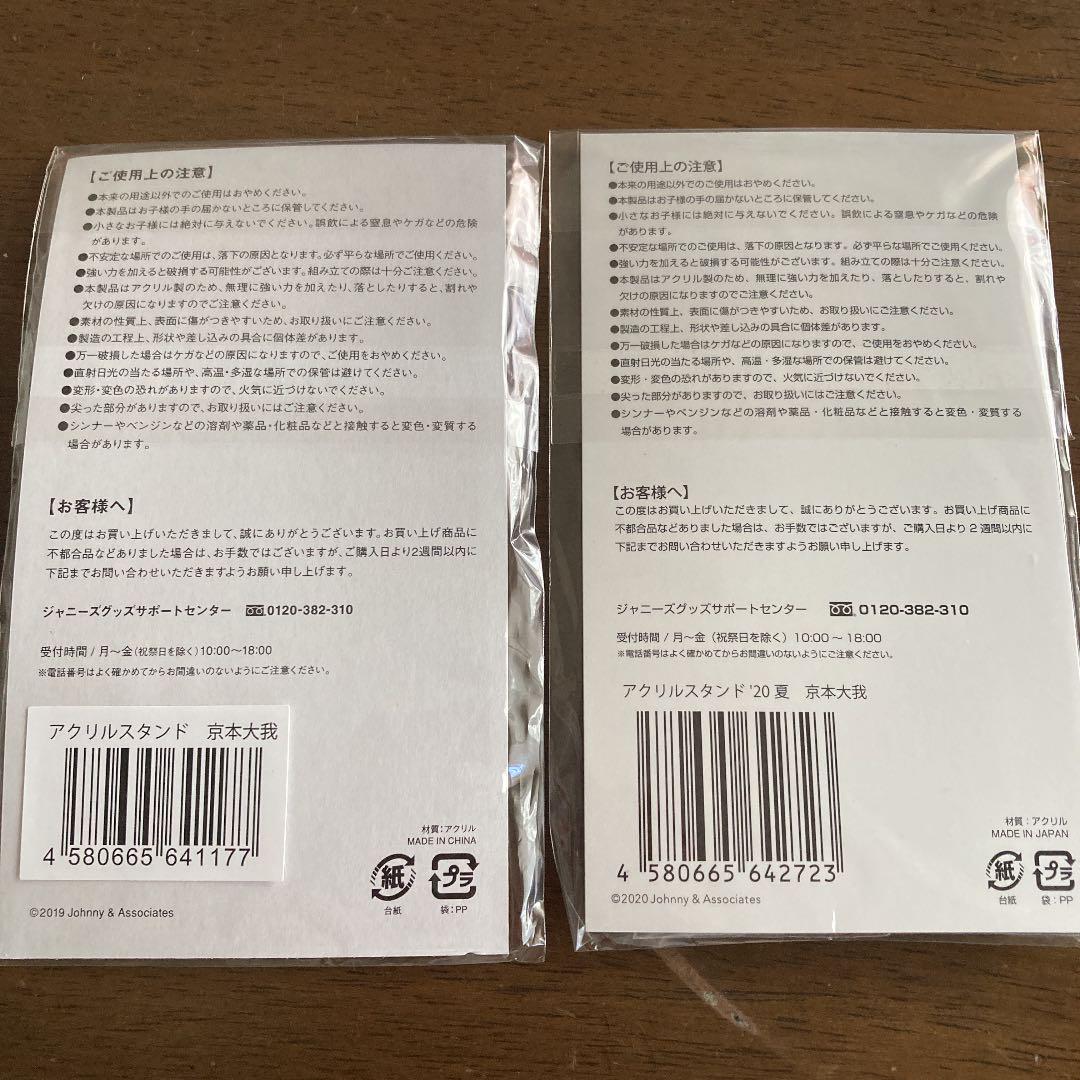 【ご使用上の注意】
●本来の用途以外でのご使用はおやめください。
●本製品はお子様の手の届かないところに保管してください。
●小さなお子様には絶対に与えないでください。誤飲による窒息やケガなどの危険
があります。
●不安定な場所でのご使用は、落下の原因となります。必ず平らな場所でご使用ください。
●強い力を加えると破損する可能性がございます。組み立ての際は十分ご注意ください。
●本製品はアクリル製のため、無理に強い力を加えたり、落としたりすると、割れや
欠けの原因になりますのでご注意ください。
●素材の性質上、表面に傷がつきやすいため、お取り扱いにご注意ください。
●製造の工程上、形状や差し込みの具合に個体差があります。
●万一破損した場合はケガなどの原因になりますので、ご使用をおやめください。
●直射日光の当たる場所や、高温・多湿な場所での保管は避けてください。
●変形・変色の恐れがありますので、火気に近づけないでください。
●尖った部分がありますので、お取り扱いにはご注意ください。
●シンナーやベンジンなどの溶剤や薬品・化粧品などと接触すると変色・変質する
場合があります。
【お客様へ】
この度はお買い上げいただきまして、誠にありがとうございます。お買い上げ商品に
不都合品などありました場合は、お手数ではございますが、ご購入日より2週間以内に
下記までお問い合わせいただきますようお願い申し上げます。
ジャニーズグッズサポートセンター 0120-382-310
受付時間 / 月～金（祝祭日を除く）10:00～18:00
※電話番号はよく確かめてからお間違いのないようにご注意ください。
アクリルスタンド 京本大我
4 580665 641177
材質：アクリル
MADE IN CHINA
紙
プラ
台紙
袋：PP
©2019 Johnny & Associates
【ご使用上の注意】
●本来の用途以外でのご使用はおやめください。
●本製品はお子様の手の届かないところに保管してください。
●小さなお子様には絶対に与えないでください。誤飲による窒息やケガなどの危険
があります。
●不安定な場所でのご使用は、落下の原因となります。必ず平らな場所でご使用ください。
●強い力を加えると破損する可能性がございます。組み立ての際は十分ご注意ください。
●本製品はアクリル製のため、無理に強い力を加えたり、落としたりすると、割れや
欠けの原因になりますのでご注意ください。
●素材の性質上、表面に傷がつきやすいため、お取り扱いにご注意ください。
●製造の工程上、形状や差し込みの具合に個体差があります。
●万一破損した場合はケガなどの原因になりますので、ご使用をおやめください。
●直射日光の当たる場所や、高温・多湿な場所での保管は避けてください。
●変形・変色の恐れがありますので、火気に近づけないでください。
●尖った部分がありますので、お取り扱いにはご注意ください。
●シンナーやベンジンなどの溶剤や薬品・化粧品などと接触すると変色・変質する
場合があります。
【お客様へ】
この度はお買い上げいただきまして、誠にありがとうございます。お買い上げ商品に
不都合品などありました場合は、お手数ではございますが、ご購入日より2週間以内に
下記までお問い合わせいただきますようお願い申し上げます。
ジャニーズグッズサポートセンター 0120-382-310
受付時間 / 月～金（祝祭日を除く）10:00～18:00
※電話番号はよく確かめてからお間違いのないようにご注意ください。
アクリルスタンド '20 夏 京本大我
4 580665 642723
材質：アクリル
MADE IN JAPAN
紙
プラ
台紙
袋：PP
©2020 Johnny & Associates